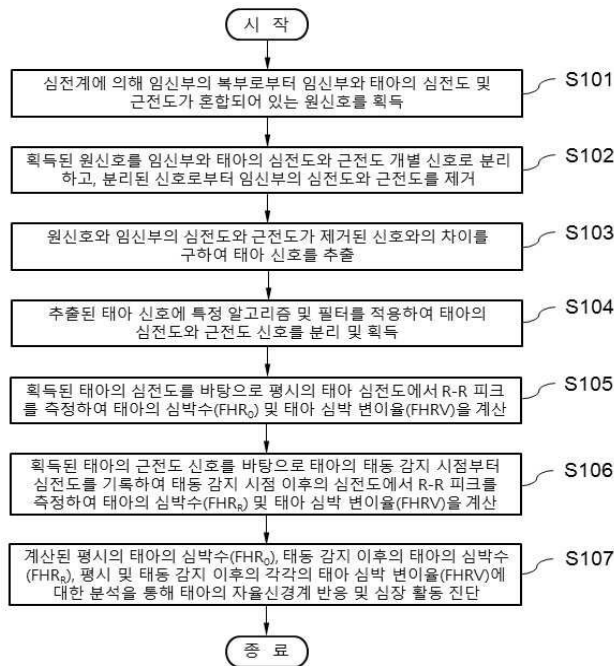 시 작
심전계에 의해 임신부의 복부로부터 임신부와 태아의 심전도 및
근전도가 혼합되어 있는 원신호를 획득
S101
획득된 원신호를 임신부와 태아의 심전도와 근전도 개별 신호로 분리
하고, 분리된 신호로부터 임신부의 심전도와 근전도를 제거
S102
원신호와 임신부의 심전도와 근전도가 제거된 신호와의 차이를
구하여 태아 신호를 추출
S103
추출된 태아 신호에 특정 알고리즘 및 필터를 적용하여 태아의
심전도와 근전도 신호를 분리 및 획득
S104
획득된 태아의 심전도를 바탕으로 평시의 태아 심전도에서 R-R 피크
를 측정하여 태아의 심박수(FHR₀) 및 태아 심박 변이율(FHRV)을 계산
S105
획득된 태아의 근전도 신호를 바탕으로 태아의 태동 감지 시점부터
심전도를 기록하여 태동 감지 시점 이후의 심전도에서 R-R 피크를
측정하여 태아의 심박수(FHR_R) 및 태아 심박 변이율(FHRV)을 계산
S106
계산된 평시의 태아의 심박수(FHR₀), 태동 감지 이후의 태아의 심박수
(FHR_R), 평시 및 태동 감지 이후의 각각의 태아 심박 변이율(FHRV)에
대한 분석을 통해 태아의 자율신경계 반응 및 심장 활동 진단
S107
종 료